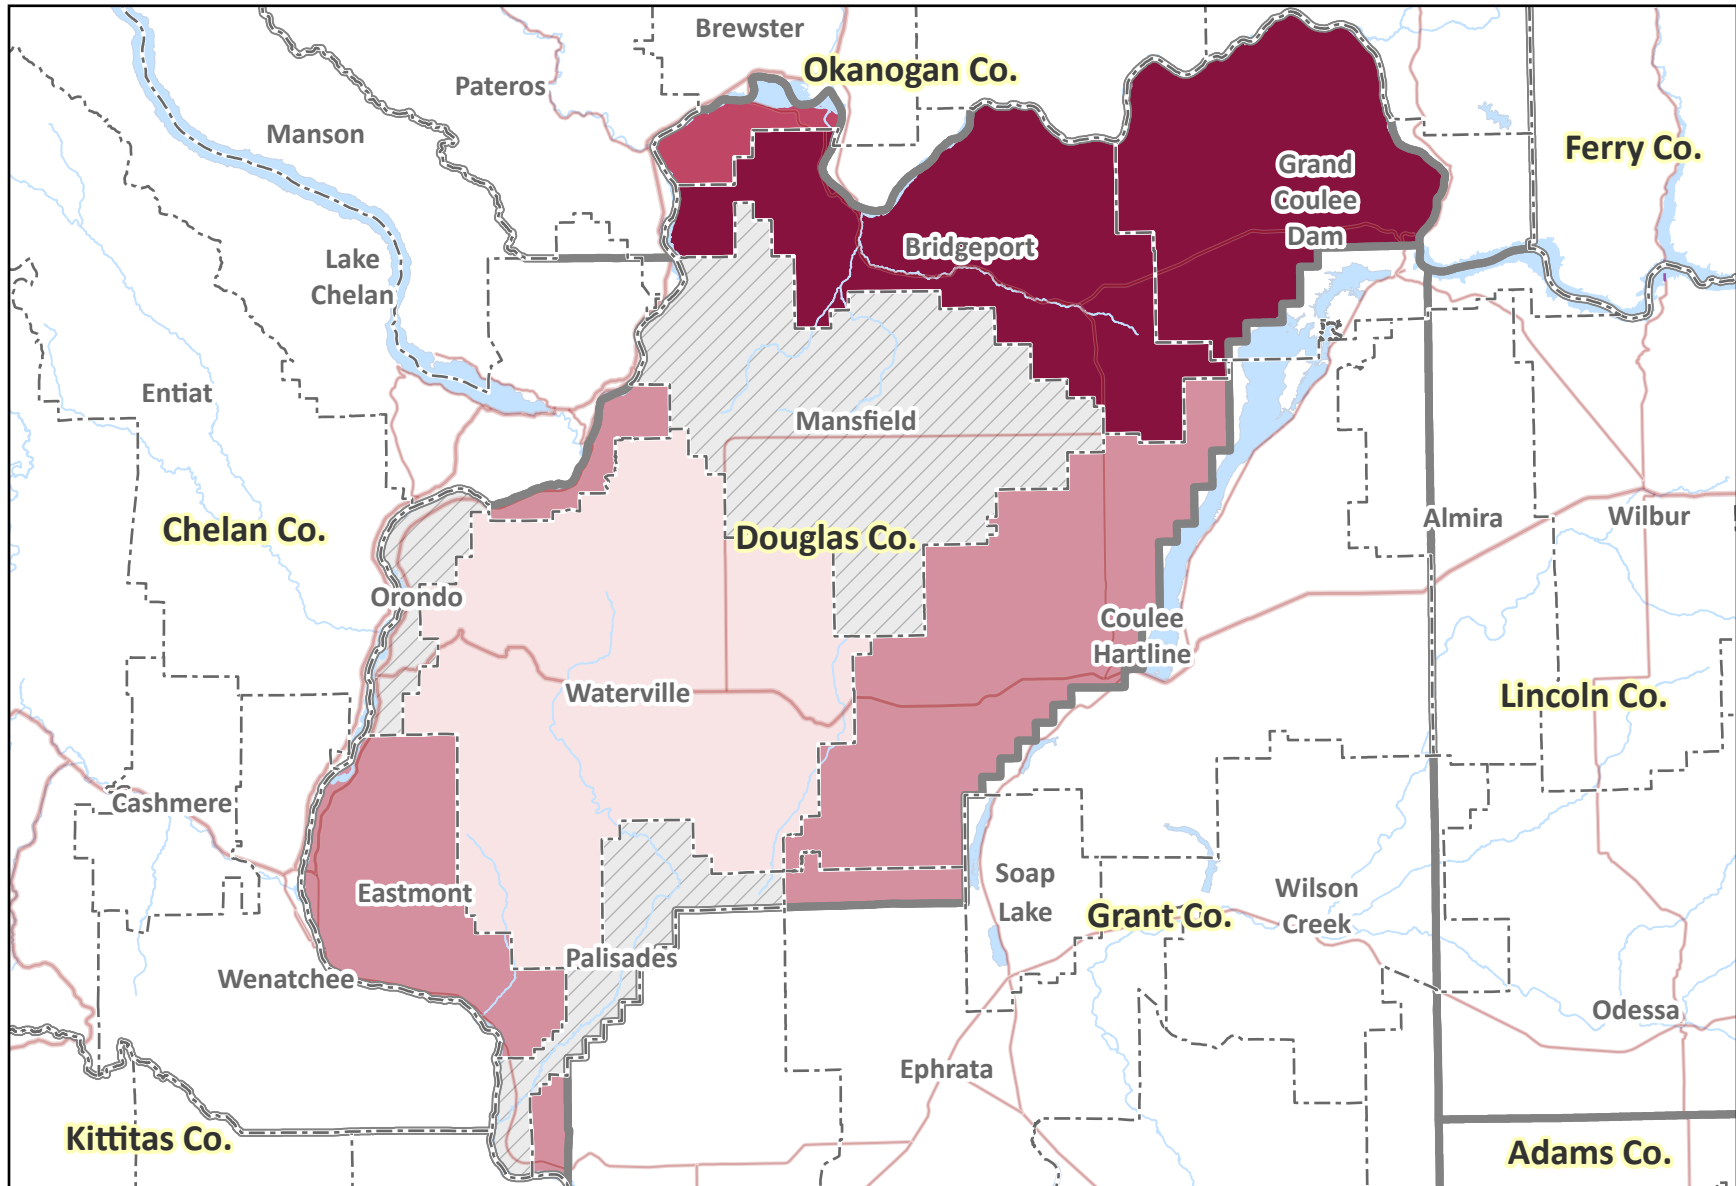 Brewster
Okanogan Co.
Pateros
Manson
Ferry Co.
Grand
Coulee
Dam
Bridgeport
Lake
Chelan
Entiat
Mansfield
Chelan Co.
Douglas Co.
Almira
Wilbur
Orondo
Coulee
Hartline
Waterville
Lincoln Co.
Cashmere
Eastmont
Soap
Lake
Wilson
Creek
Grant Co.
Palisades
Wenatchee
Odessa
Ephrata
Kittitas Co.
Adams Co.